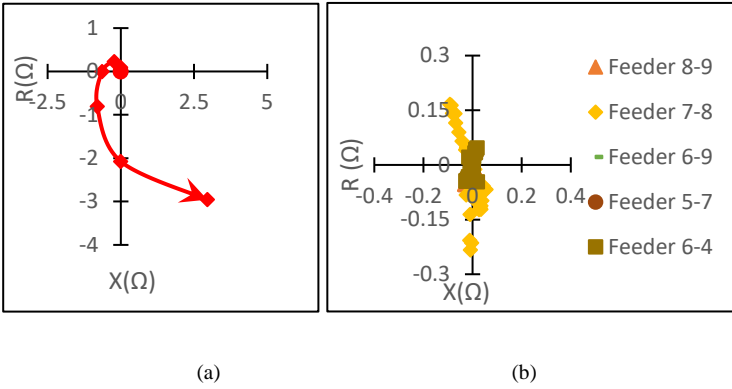 1
0
-1
-2
-3
-4
-2.5
0
2.5
5
R(Ω)
X(Ω)
0.3
0.15
0
-0.15
-0.3
-0.4
-0.2
0
0.2
0.4
R (Ω)
X(Ω)
Feeder 8-9
Feeder 7-8
Feeder 6-9
Feeder 5-7
Feeder 6-4
(a)
(b)